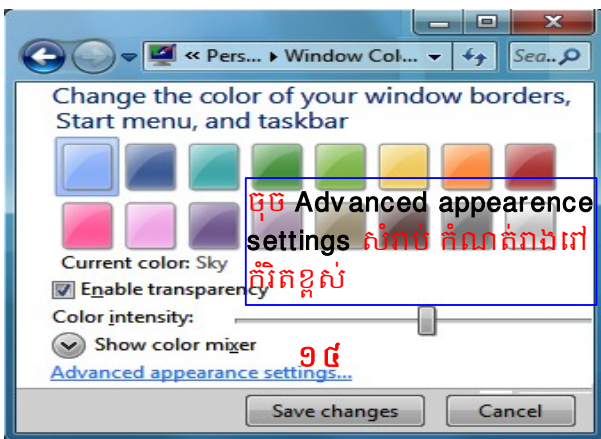 « Pers... ▸ Window Col... Sea..
Change the color of your window borders,
Start menu, and taskbar
ចុច Advanced appearence
settings សំរាប់ កំណត់រាងរៅ
កំរិតខ្ពស់
Current color: Sky
Enable transparency
Color intensity:
Show color mixer
១៤
Advanced appearance settings...
Save changes Cancel